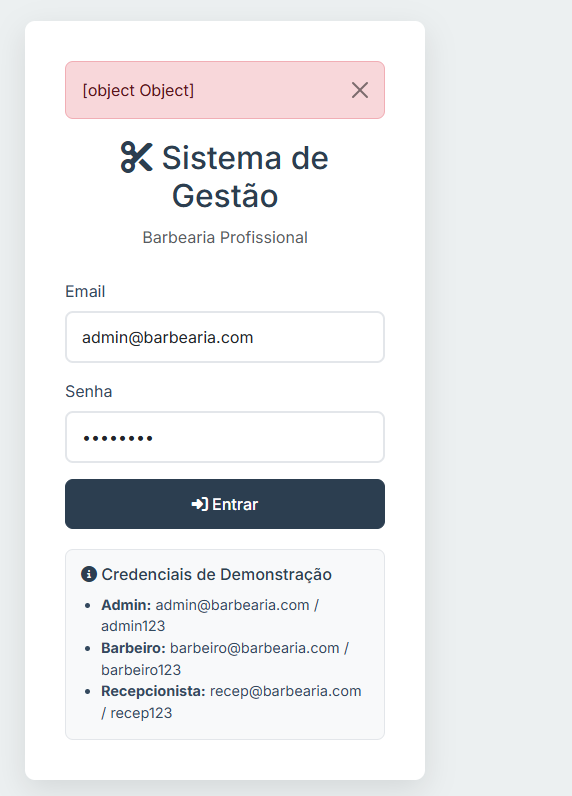 [object Object]
Sistema de
Gestão
Barbearia Profissional
Email
admin@barbearia.com
Senha
••••••••
Entrar
Credenciais de Demonstração
• Admin: admin@barbearia.com /
admin123
• Barbeiro: barbeiro@barbearia.com /
barbeiro123
• Recepcionista: recep@barbearia.com
/ recep123